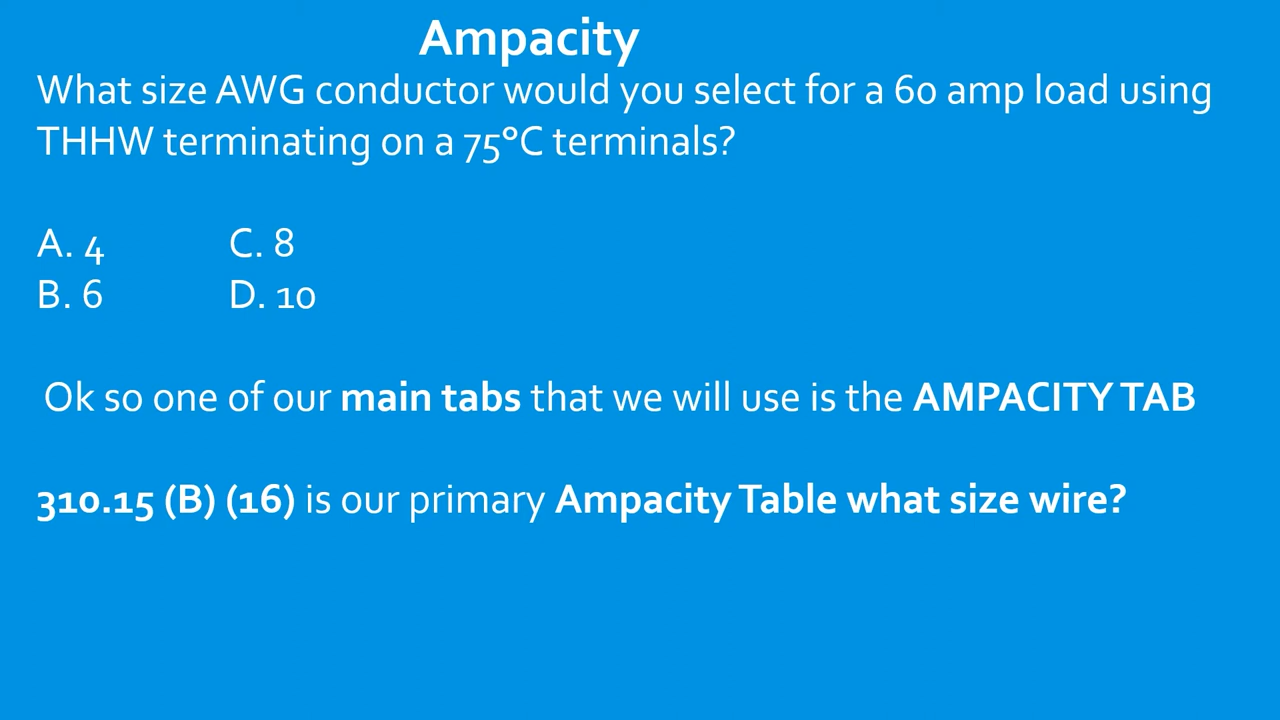 Ampacity
What size AWG conductor would you select for a 60 amp load using
THHW terminating on a 75°C terminals?
A. 4 C. 8
B. 6 D. 10
Ok so one of our main tabs that we will use is the AMPACITY TAB
310.15 (B) (16) is our primary Ampacity Table what size wire?